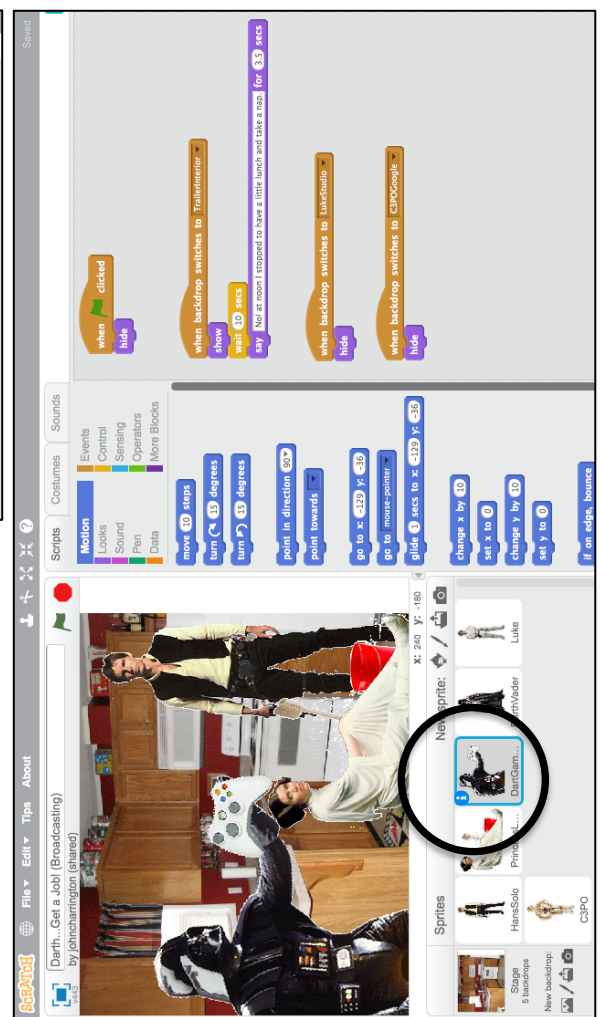 SCRATCH File Edit Tips About Saved
v443
Darth...Get a Job! (Broadcasting)
by johncharrington (shared)
x: 240 y: -180
Sprites New sprite:
Stage
5 backdrops
New backdrop:
HansSolo
PrincessL...
DartGam...
Luke
C3PO
Scripts Costumes Sounds
Motion Events
Looks Control
Sound Sensing
Pen Operators
Data More Blocks
move 10 steps
turn 15 degrees
turn 15 degrees
point in direction 90
point towards
go to x: -129 y: -36
go to mouse-pointer
glide 1 secs to x: -129 y: -36
change x by 10
set x to 0
change y by 10
set y to 0
if on edge, bounce
when clicked
hide
when backdrop switches to TrailerInterior
show
wait 10 secs
say No! at noon I stopped to have a little lunch and take a nap. for 3.5 secs
when backdrop switches to LukeStudio
hide
when backdrop switches to C3POGoogle
hide